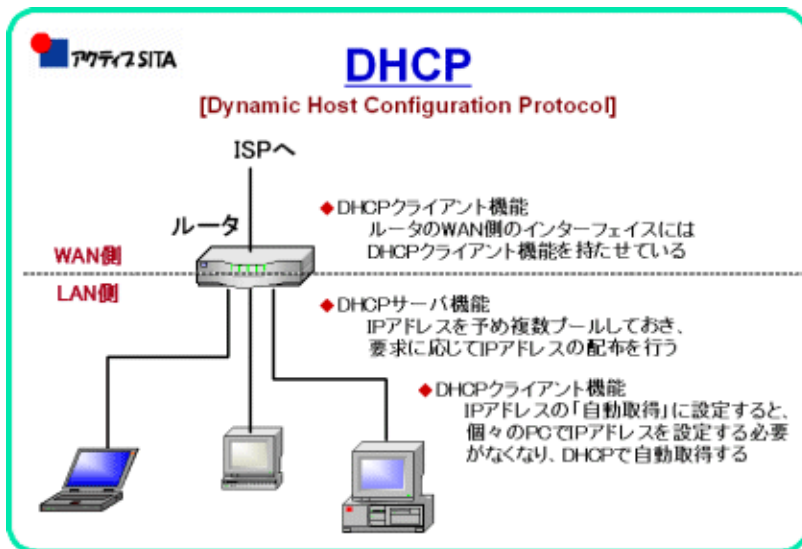 アクティブSITA
DHCP
[Dynamic Host Configuration Protocol]
ISPへ
ルータ
◆DHCPクライアント機能
ルータのWAN側のインターフェイスには
DHCPクライアント機能を持たせている
WAN側
LAN側
◆DHCPサーバ機能
IPアドレスを予め複数プールしておき、
要求に応じてIPアドレスの配布を行う
◆DHCPクライアント機能
IPアドレスの「自動取得」に設定すると、
個々のPCでIPアドレスを設定する必要
がなくなり、DHCPで自動取得する